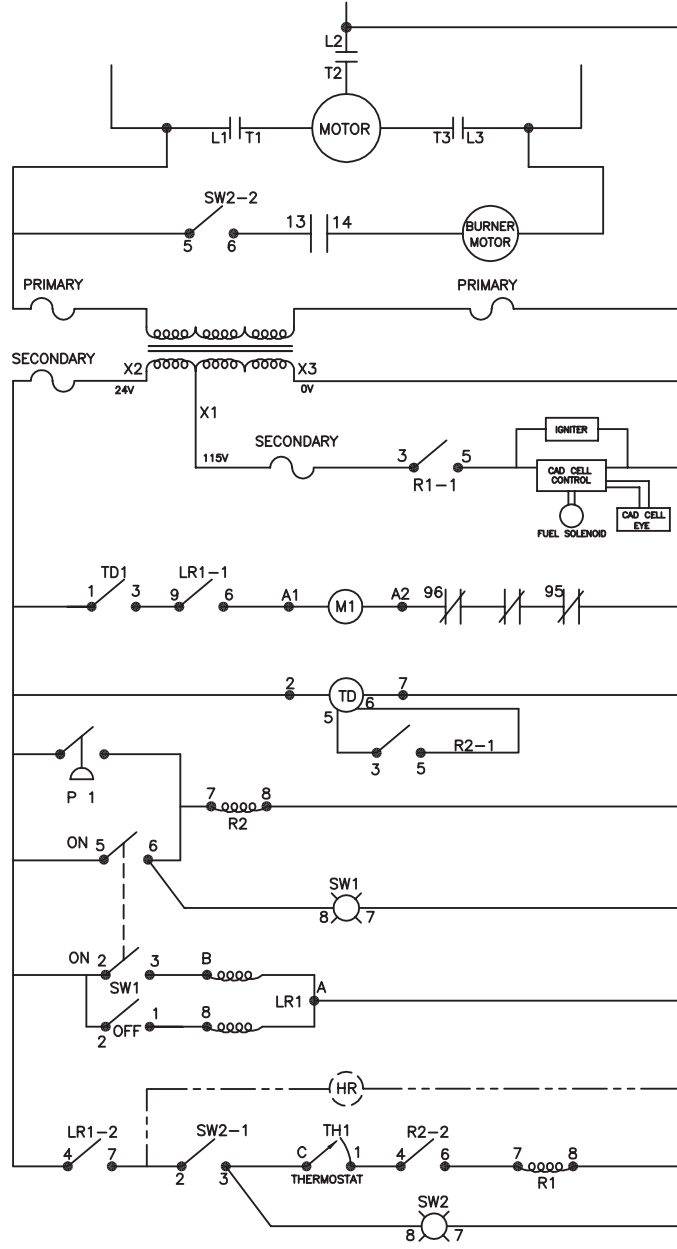 L2
T2
L1 T1 MOTOR T3 L3
SW2-2
13 14 BURNER
MOTOR
5 6
PRIMARY PRIMARY
SECONDARY
X2 X3
24V 0V
X1
IGNITER
SECONDARY
115V 3 5 CAD CELL
CONTROL
R1-1
CAD CELL
EYE
FUEL SOLENOID
TD1 LR1-1
1 3 9 6 A1 M1 A2 96 95
2 TD 7
5 6
R2-1
3 5
P 1
7 8
R2
ON 5 6
SW1
8 7
ON 2 3 B
SW1 LR1 A
OFF 1 8
2
HR
LR1-2 SW2-1 TH1 R2-2
4 7 C 1 4 6 7 8
2 3 THERMOSTAT R1
SW2
8 7